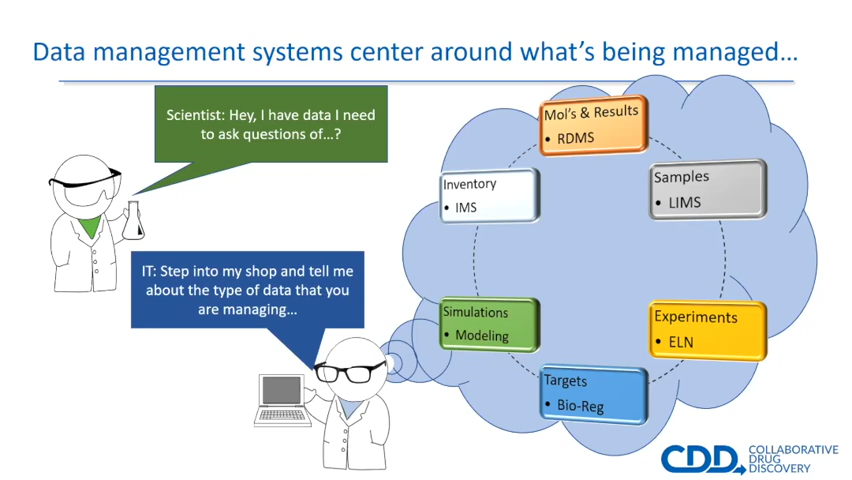 Data management systems center around what's being managed…
Scientist: Hey, I have data I need
to ask questions of…?
IT: Step into my shop and tell me
about the type of data that you
are managing…
Mol's & Results
• RDMS
Samples
• LIMS
Experiments
• ELN
Targets
• Bio-Reg
Simulations
• Modeling
Inventory
• IMS
CDD
COLLABORATIVE
DRUG
DISCOVERY